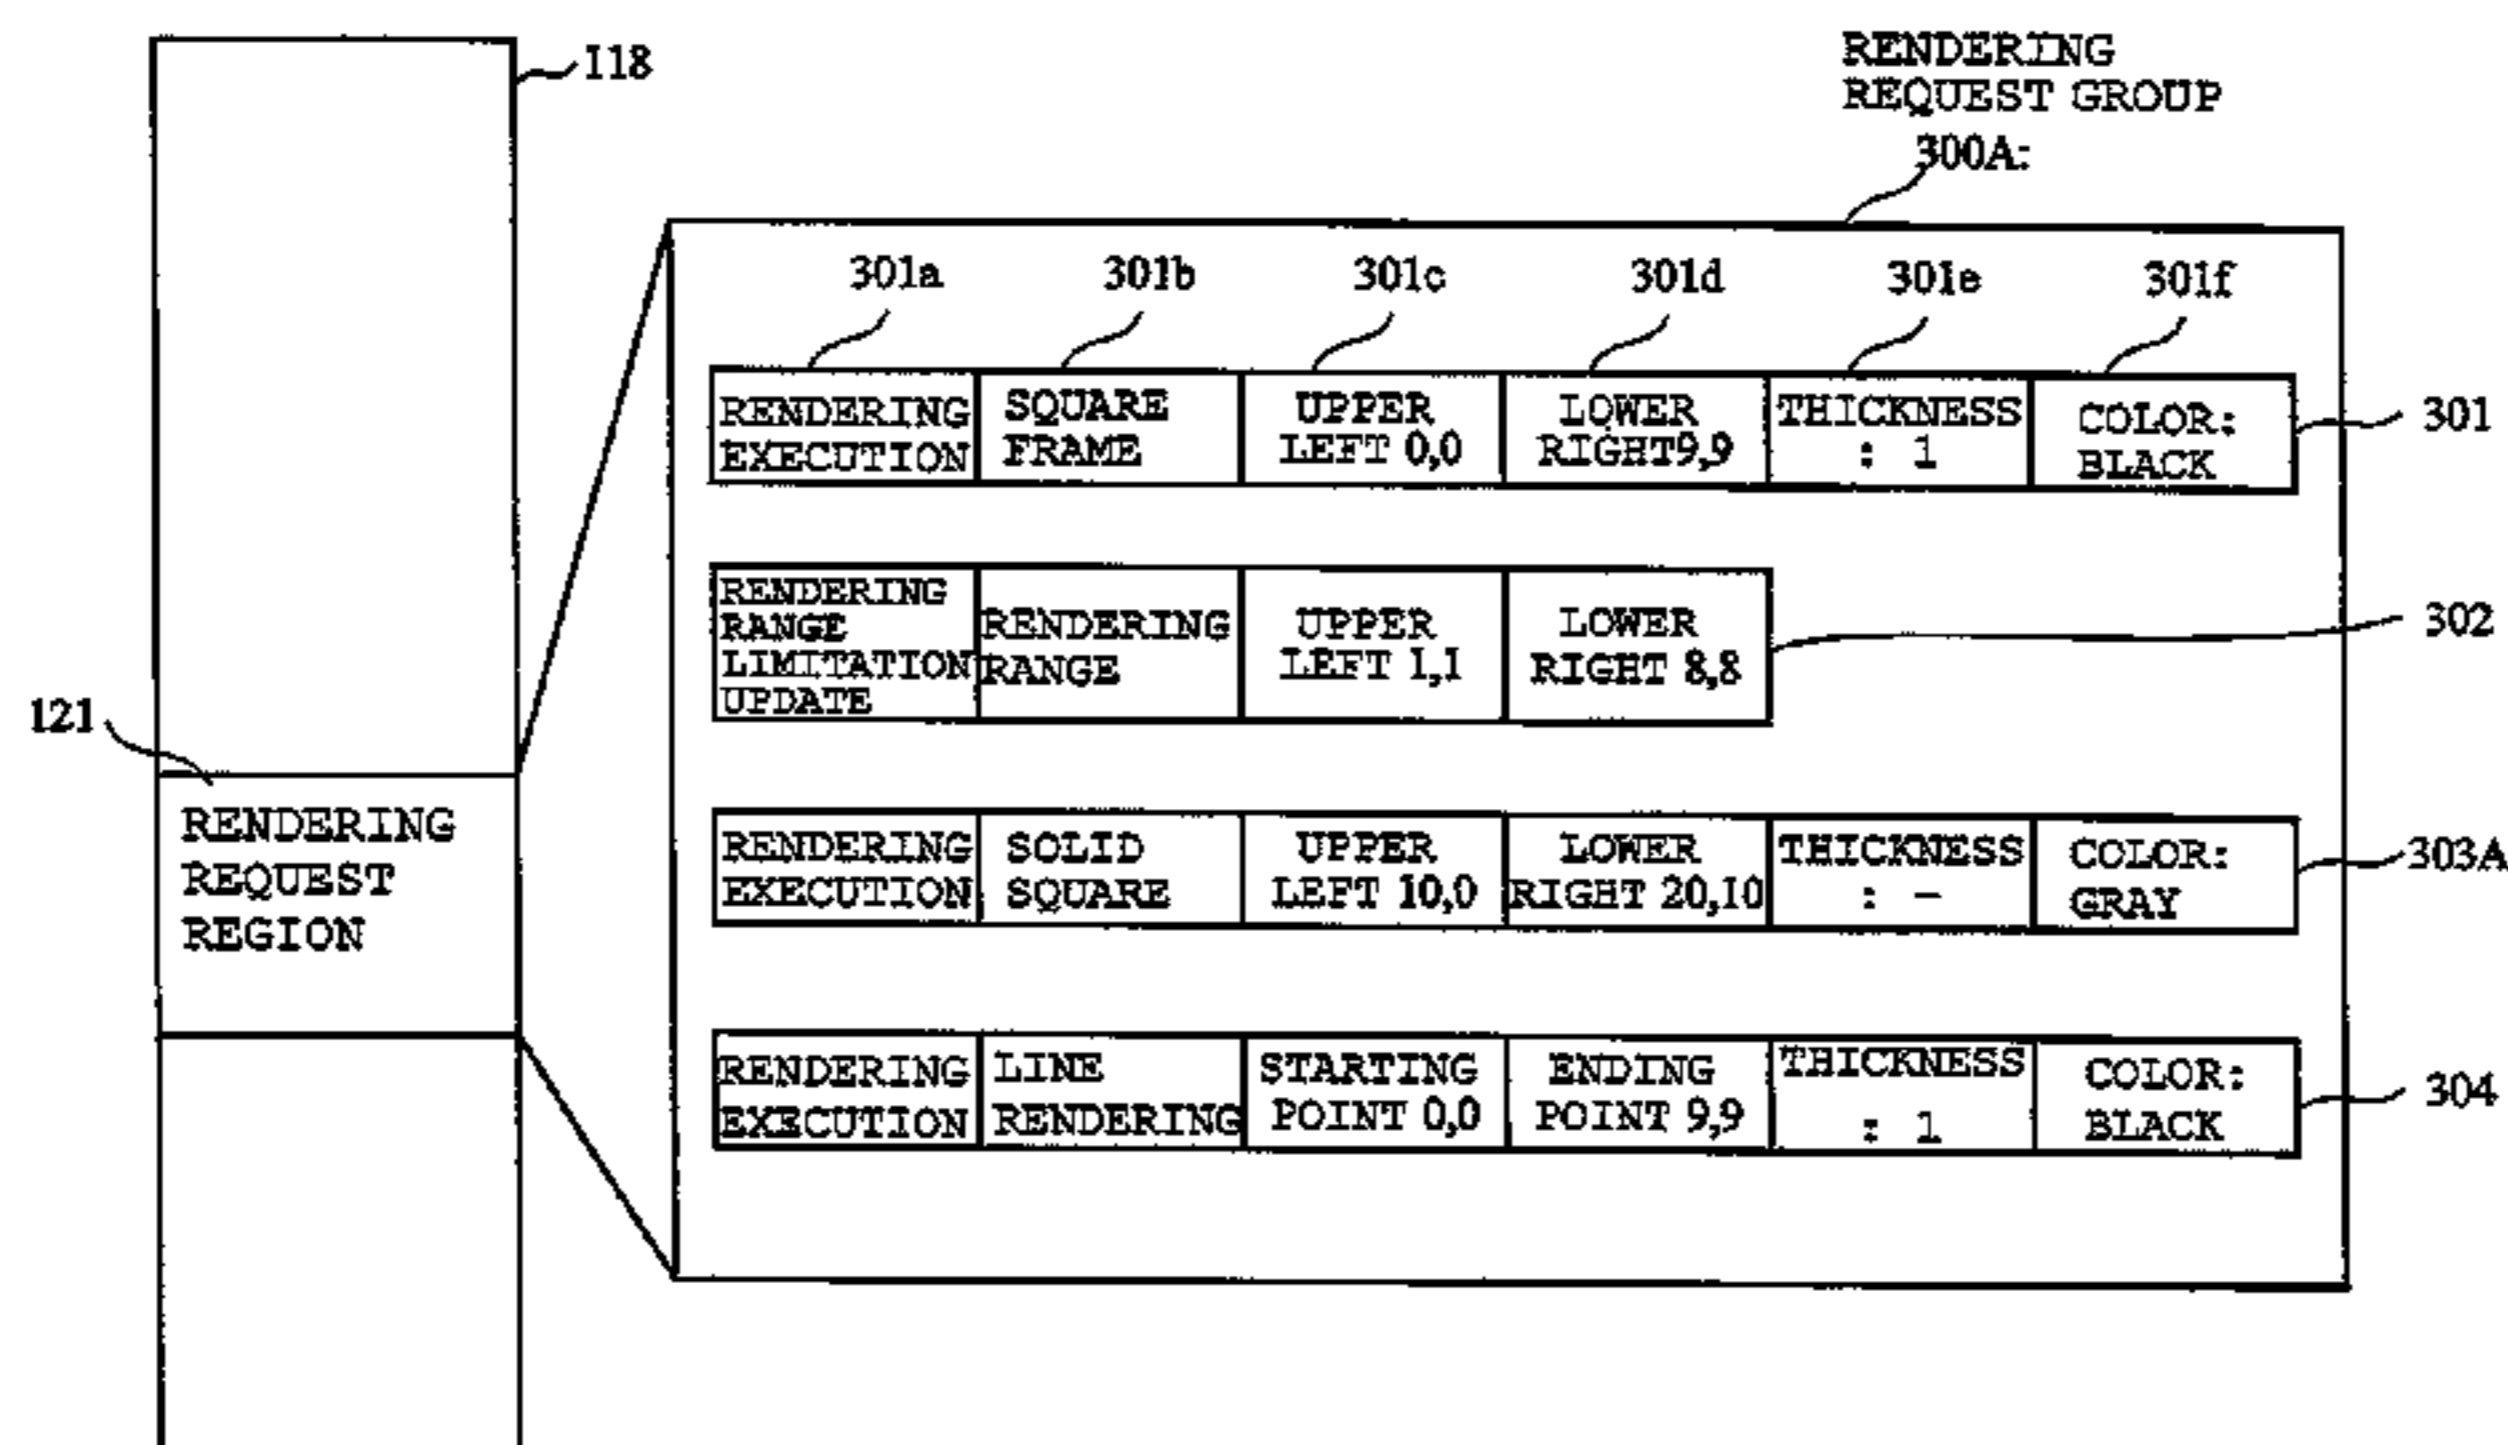 118
RENDERING
REQUEST GROUP
300A:
301a 301b 301c 301d 301e 301f
RENDERING
EXECUTION
SQUARE
FRAME
UPPER
LEFT 0,0
LOWER
RIGHT9,9
THICKNESS
: 1
COLOR:
BLACK
301
RENDERING
RANGE
LIMITATION
UPDATE
RENDERING
RANGE
UPPER
LEFT 1,1
LOWER
RIGHT 8,8
302
121
RENDERING
REQUEST
REGION
RENDERING
EXECUTION
SOLID
SQUARE
UPPER
LEFT 10,0
LOWER
RIGHT 20,10
THICKNESS
: -
COLOR:
GRAY
303A
RENDERING
EXECUTION
LINE
RENDERING
STARTING
POINT 0,0
ENDING
POINT 9,9
THICKNESS
: 1
COLOR:
BLACK
304